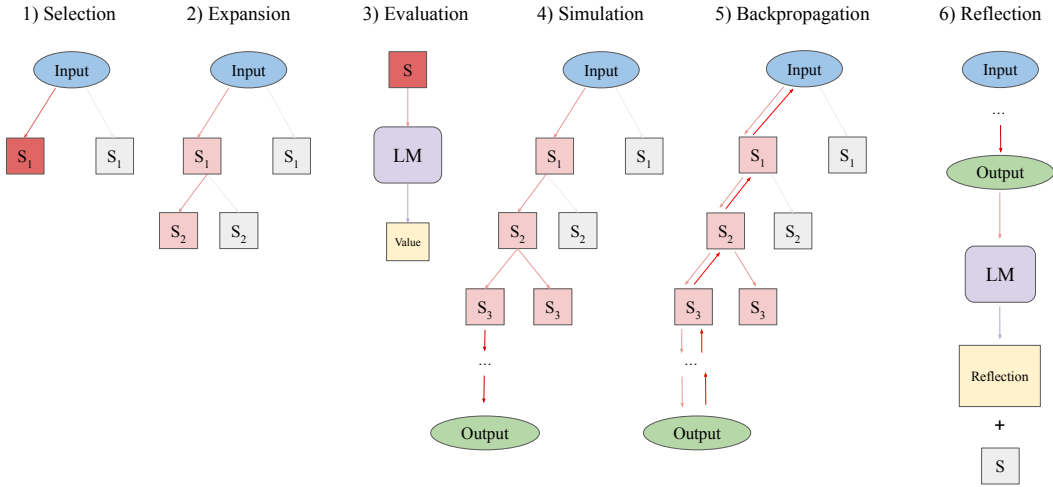 1) Selection
2) Expansion
3) Evaluation
4) Simulation
5) Backpropagation
6) Reflection
Input
S1
S1
Input
S1
S1
S2
S2
S
LM
Value
Input
S1
S1
S2
S2
S3
S3
...
Output
Input
S1
S1
S2
S2
S3
S3
...
Output
Input
...
Output
LM
Reflection
+
S